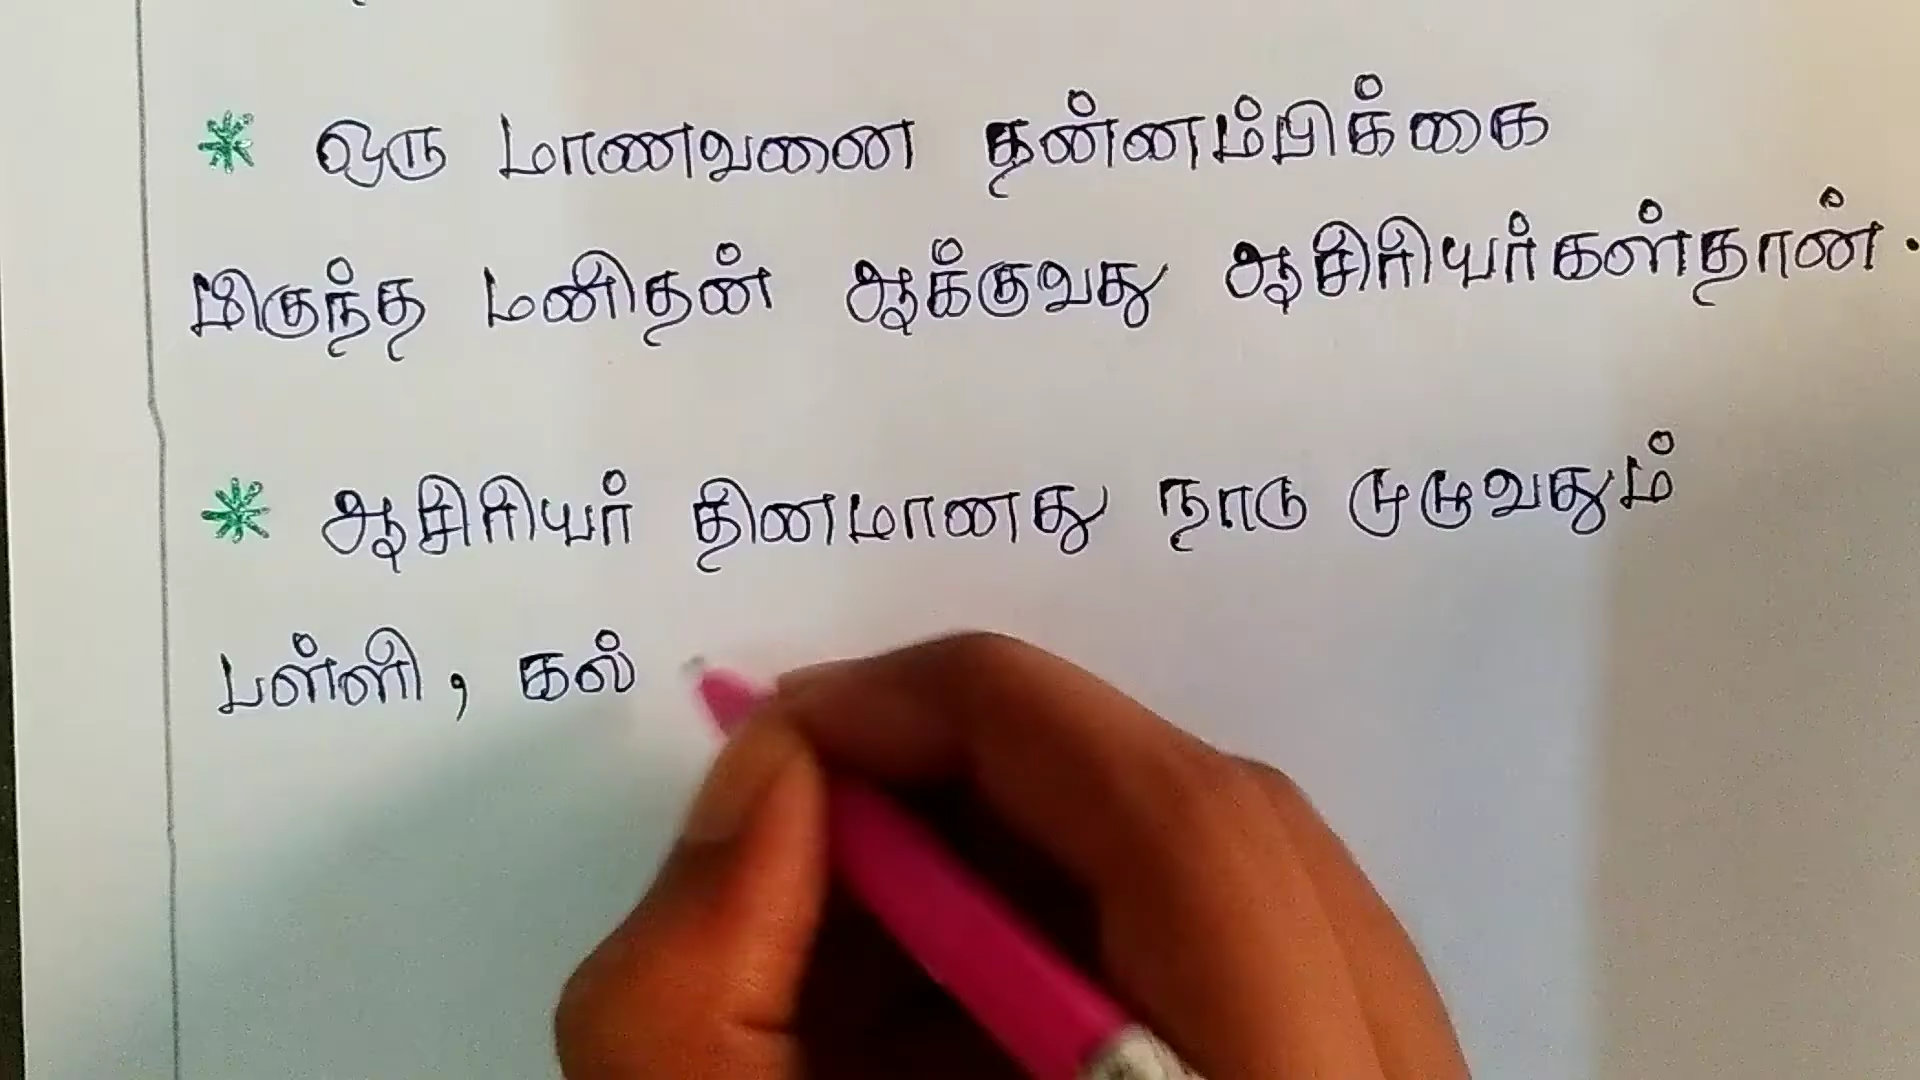 * ஒரு மாணவனை தன்னம்பிக்கை
மிகுந்த மனிதன் ஆக்குவது ஆசிரியர்கள்தான்.
* ஆசிரியர் தினமானது நாடு முழுவதும்
பள்ளி, கல்